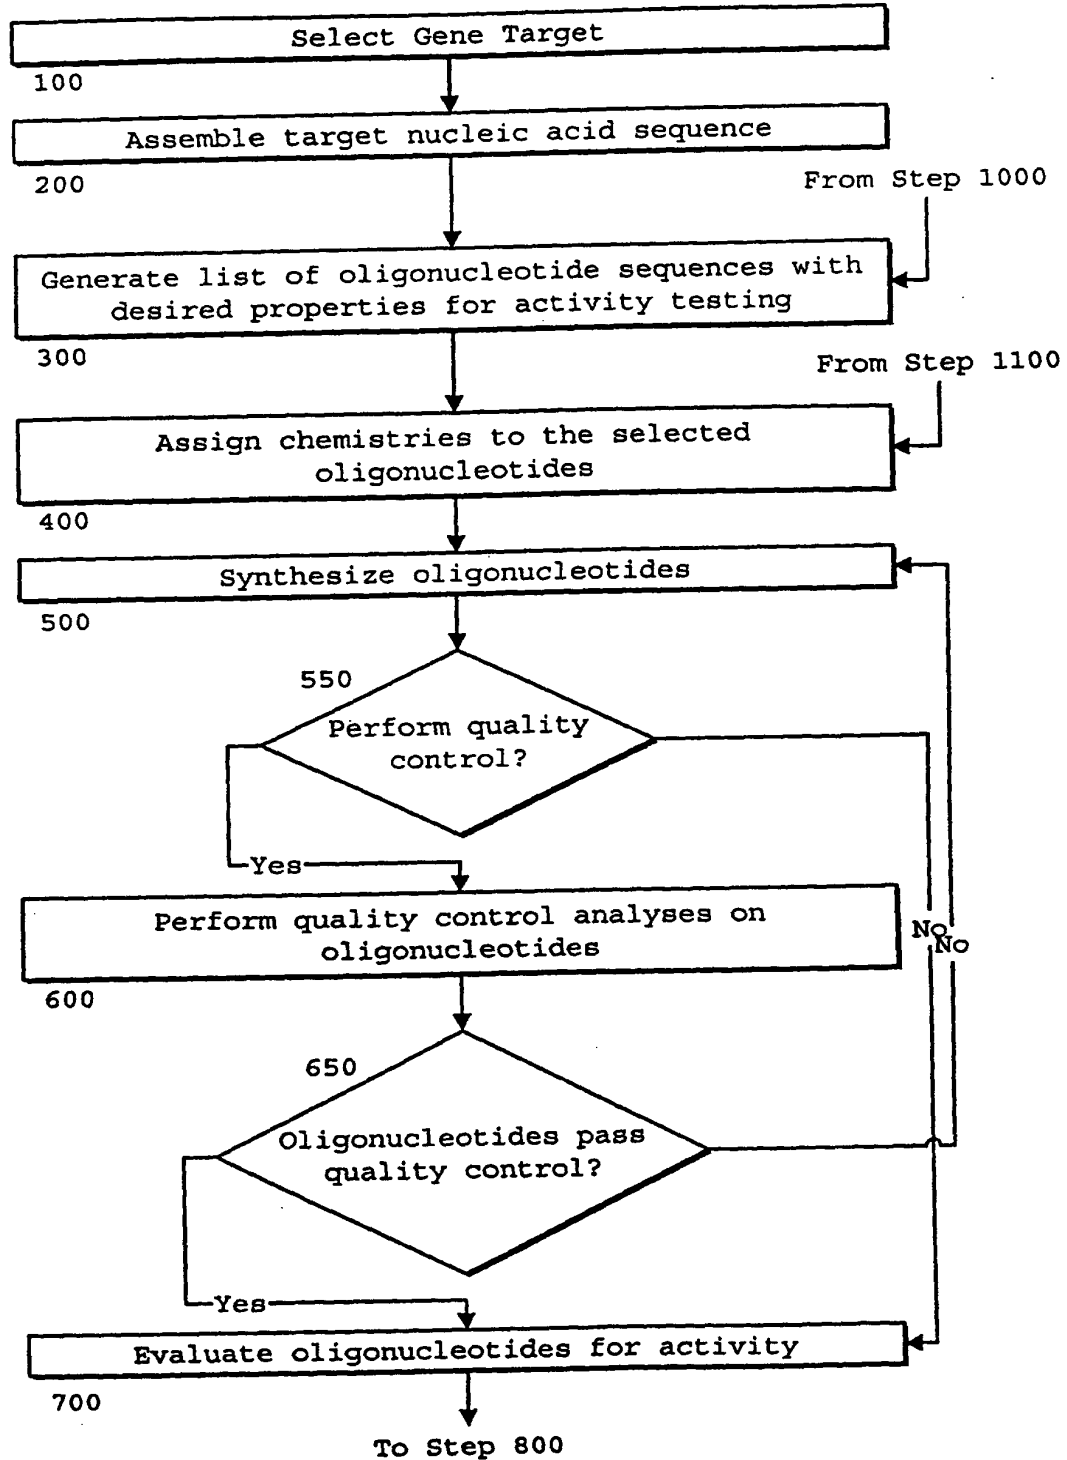 Select Gene Target
100
Assemble target nucleic acid sequence
200
From Step 1000
Generate list of oligonucleotide sequences with
desired properties for activity testing
300
From Step 1100
Assign chemistries to the selected
oligonucleotides
400
Synthesize oligonucleotides
500
550
Perform quality
control?
Yes
Perform quality control analyses on
oligonucleotides
No
No
600
650
Oligonucleotides pass
quality control?
Yes
Evaluate oligonucleotides for activity
700
To Step 800